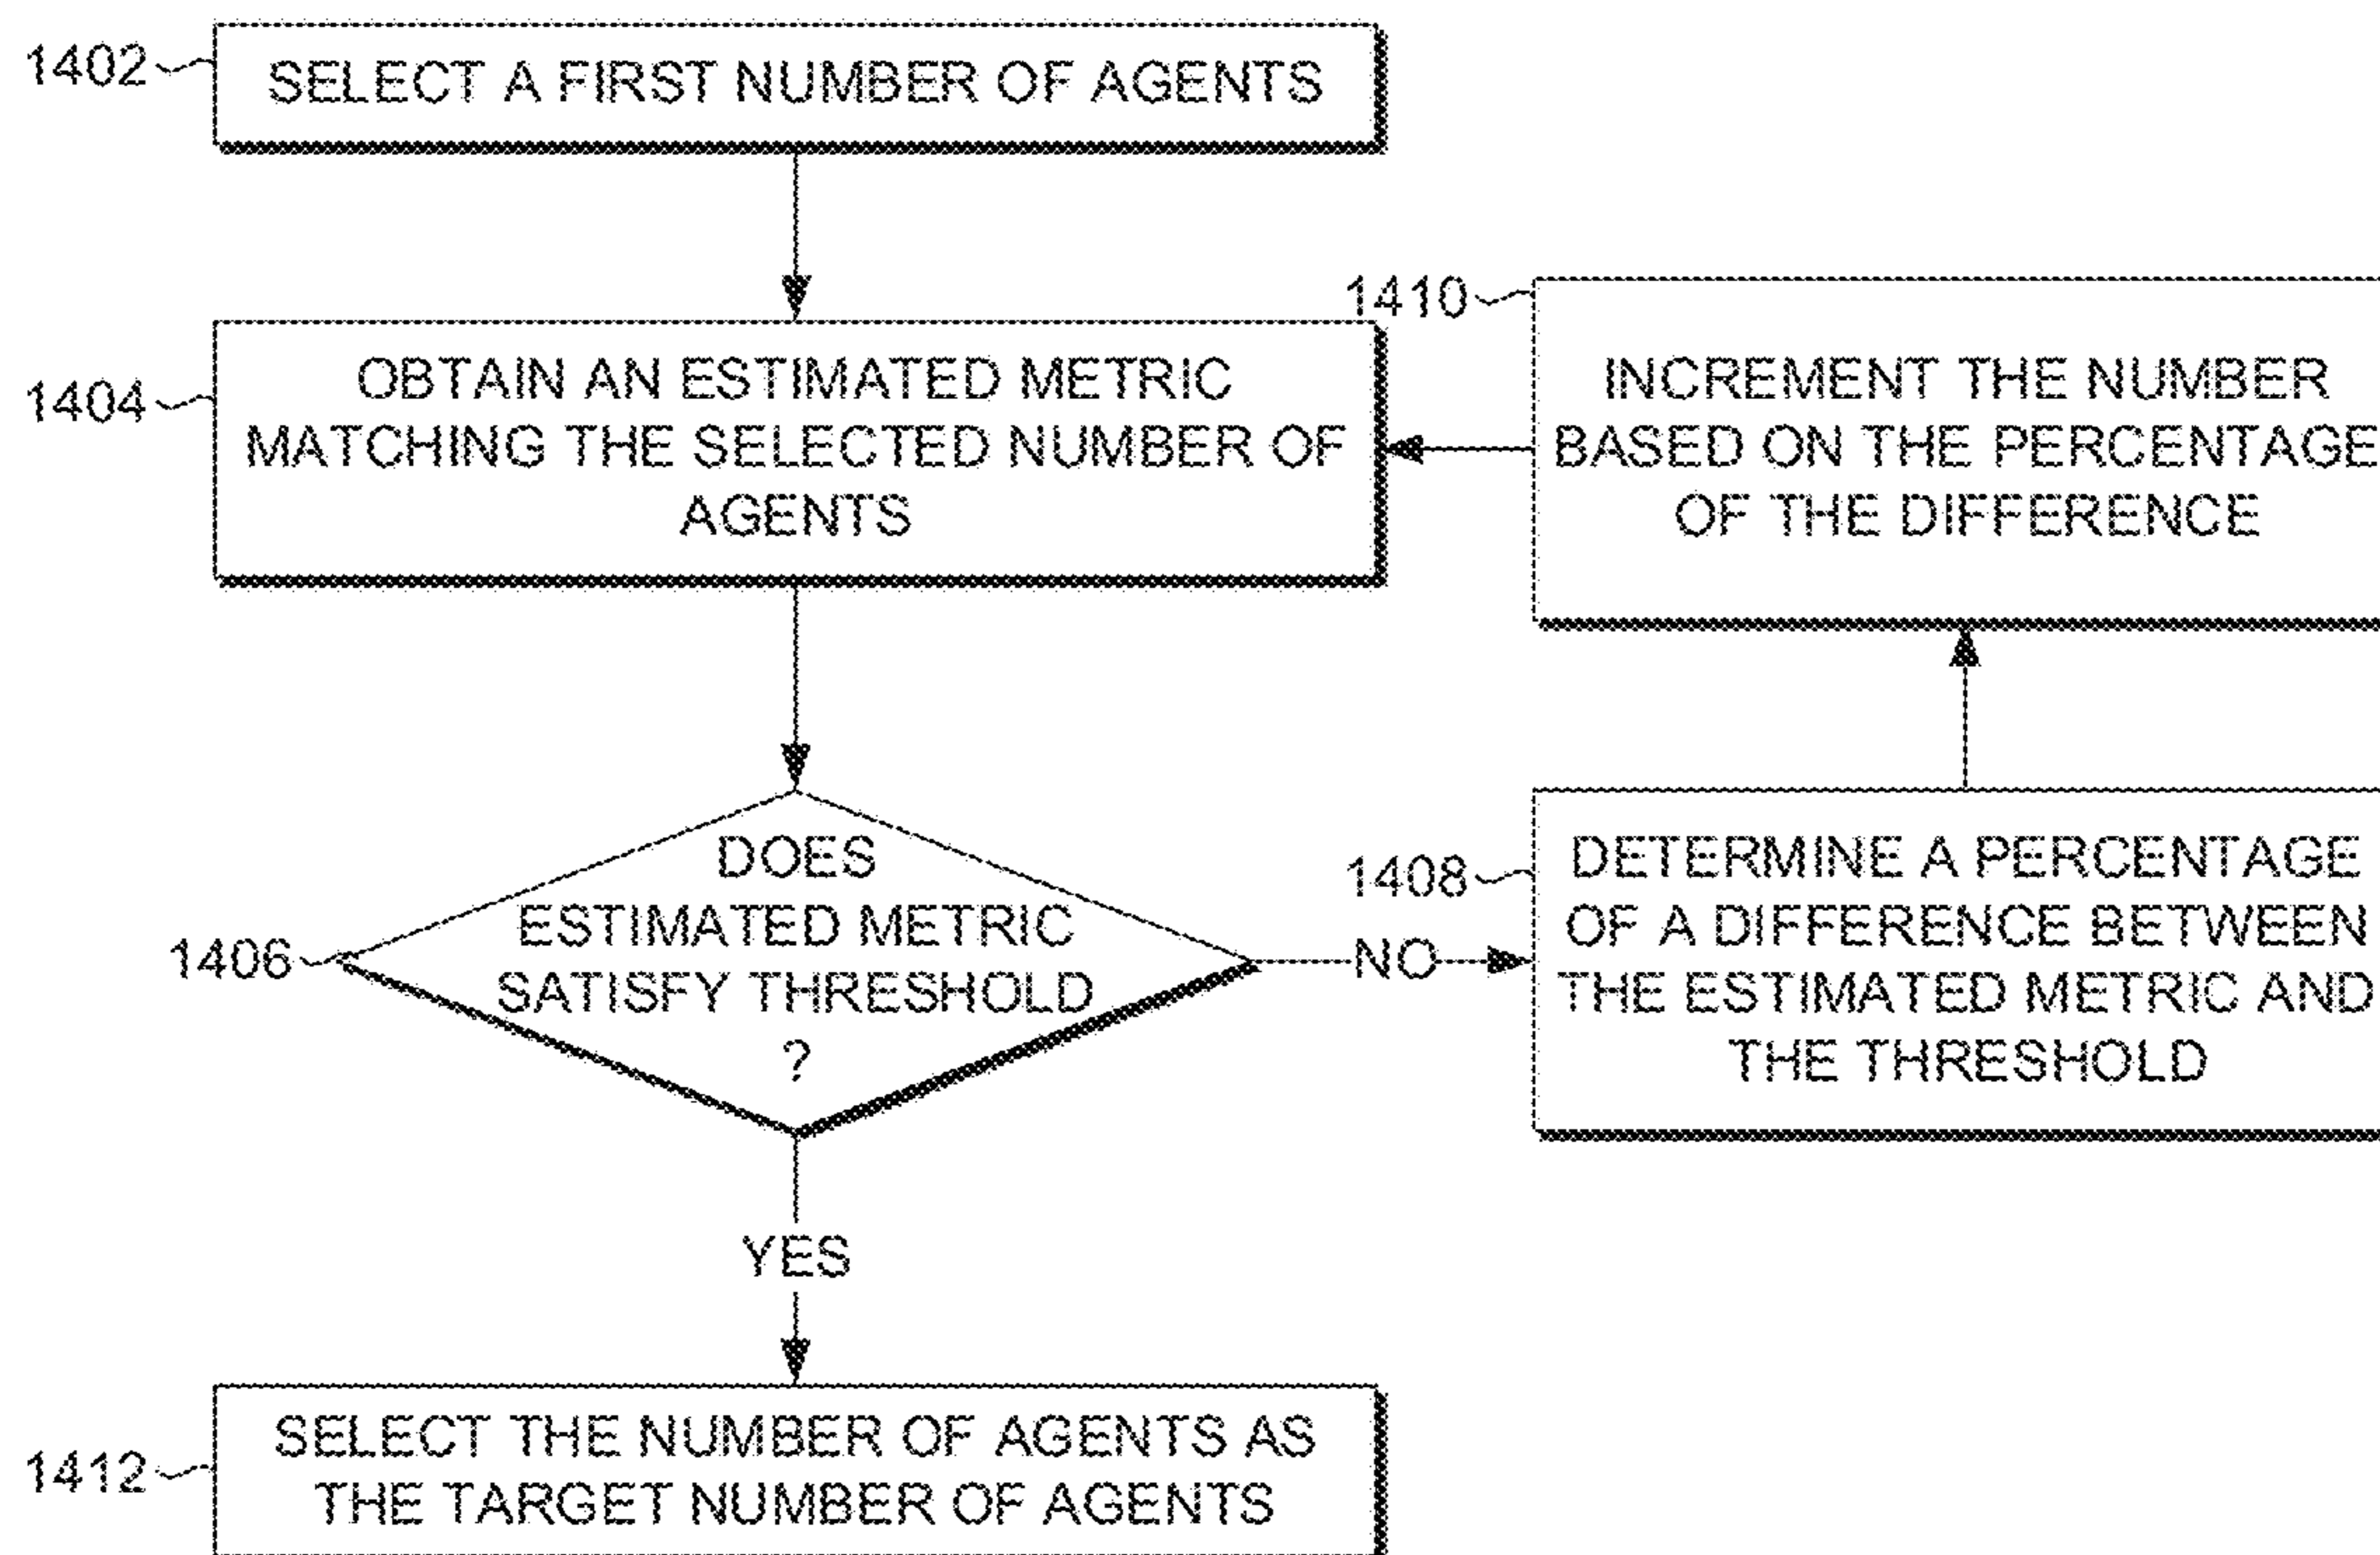 1402
SELECT A FIRST NUMBER OF AGENTS
1404
OBTAIN AN ESTIMATED METRIC
MATCHING THE SELECTED NUMBER OF
AGENTS
1406
DOES
ESTIMATED METRIC
SATISFY THRESHOLD
?
NO
1408
DETERMINE A PERCENTAGE
OF A DIFFERENCE BETWEEN
THE ESTIMATED METRIC AND
THE THRESHOLD
1410
INCREMENT THE NUMBER
BASED ON THE PERCENTAGE
OF THE DIFFERENCE
YES
1412
SELECT THE NUMBER OF AGENTS AS
THE TARGET NUMBER OF AGENTS